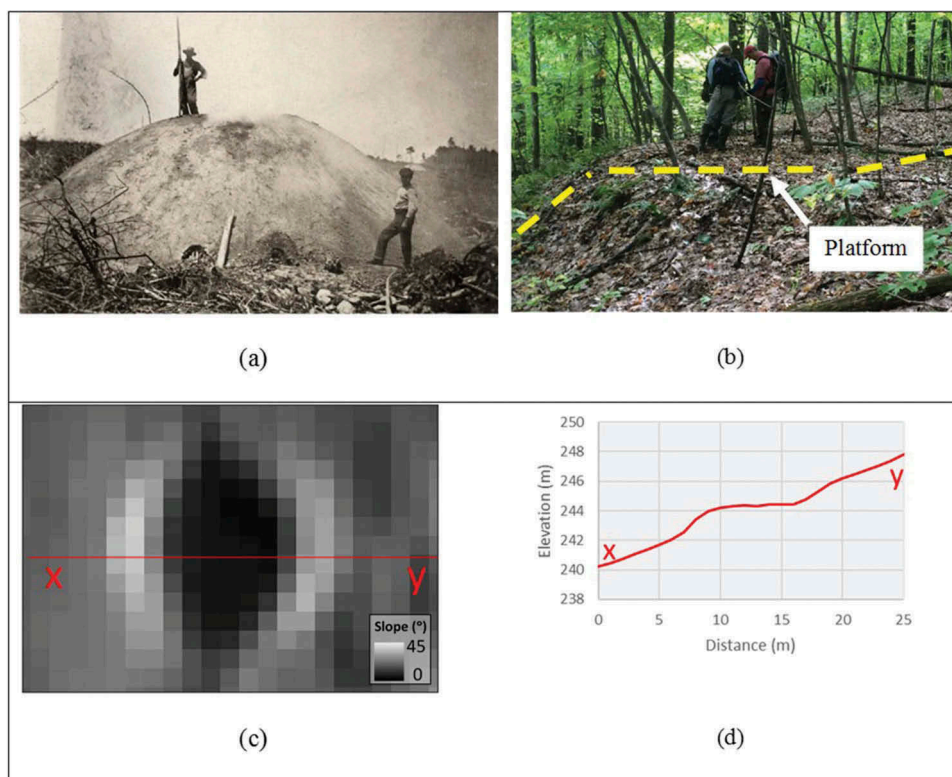 Platform
(a)
(b)
x
y
Slope (°)
45
0
(c)
Elevation (m)
250
248
246
244
242
240
238
x
y
0
5
10
15
20
25
Distance (m)
(d)